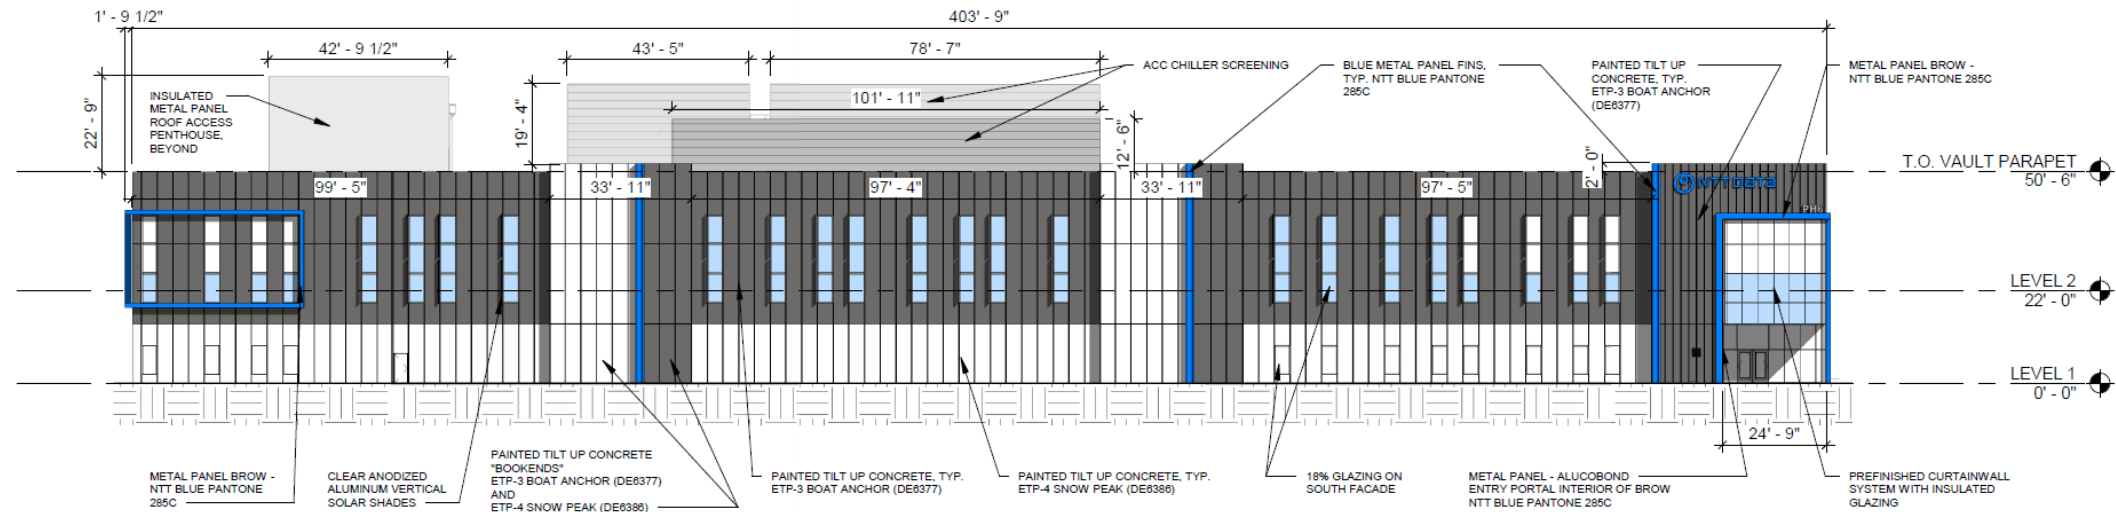 1' - 9 1/2"
403' - 9"
42' - 9 1/2"
43' - 5"
78' - 7"
ACC CHILLER SCREENING
BLUE METAL PANEL FINS,
TYP. NTT BLUE PANTONE
285C
PAINTED TILT UP
CONCRETE, TYP.
ETP-3 BOAT ANCHOR
(DE6377)
METAL PANEL BROW -
NTT BLUE PANTONE 285C
INSULATED
METAL PANEL
ROOF ACCESS
PENTHOUSE,
BEYOND
22' - 9"
19' - 4"
101' - 11"
12' - 6"
2' - 0"
T.O. VAULT PARAPET
50' - 6"
99' - 5"
33' - 11"
97' - 4"
33' - 11"
97' - 5"
NTT DATA
LEVEL 2
22' - 0"
LEVEL 1
0' - 0"
24' - 9"
METAL PANEL BROW -
NTT BLUE PANTONE
285C
CLEAR ANODIZED
ALUMINUM VERTICAL
SOLAR SHADES
PAINTED TILT UP CONCRETE
"BOOKENDS"
ETP-3 BOAT ANCHOR (DE6377)
AND
ETP-4 SNOW PEAK (DE6386)
PAINTED TILT UP CONCRETE, TYP.
ETP-3 BOAT ANCHOR (DE6377)
PAINTED TILT UP CONCRETE, TYP.
ETP-4 SNOW PEAK (DE6386)
18% GLAZING ON
SOUTH FACADE
METAL PANEL - ALUCOBOND
ENTRY PORTAL INTERIOR OF BROW
NTT BLUE PANTONE 285C
PREFINISHED CURTAINWALL
SYSTEM WITH INSULATED
GLAZING